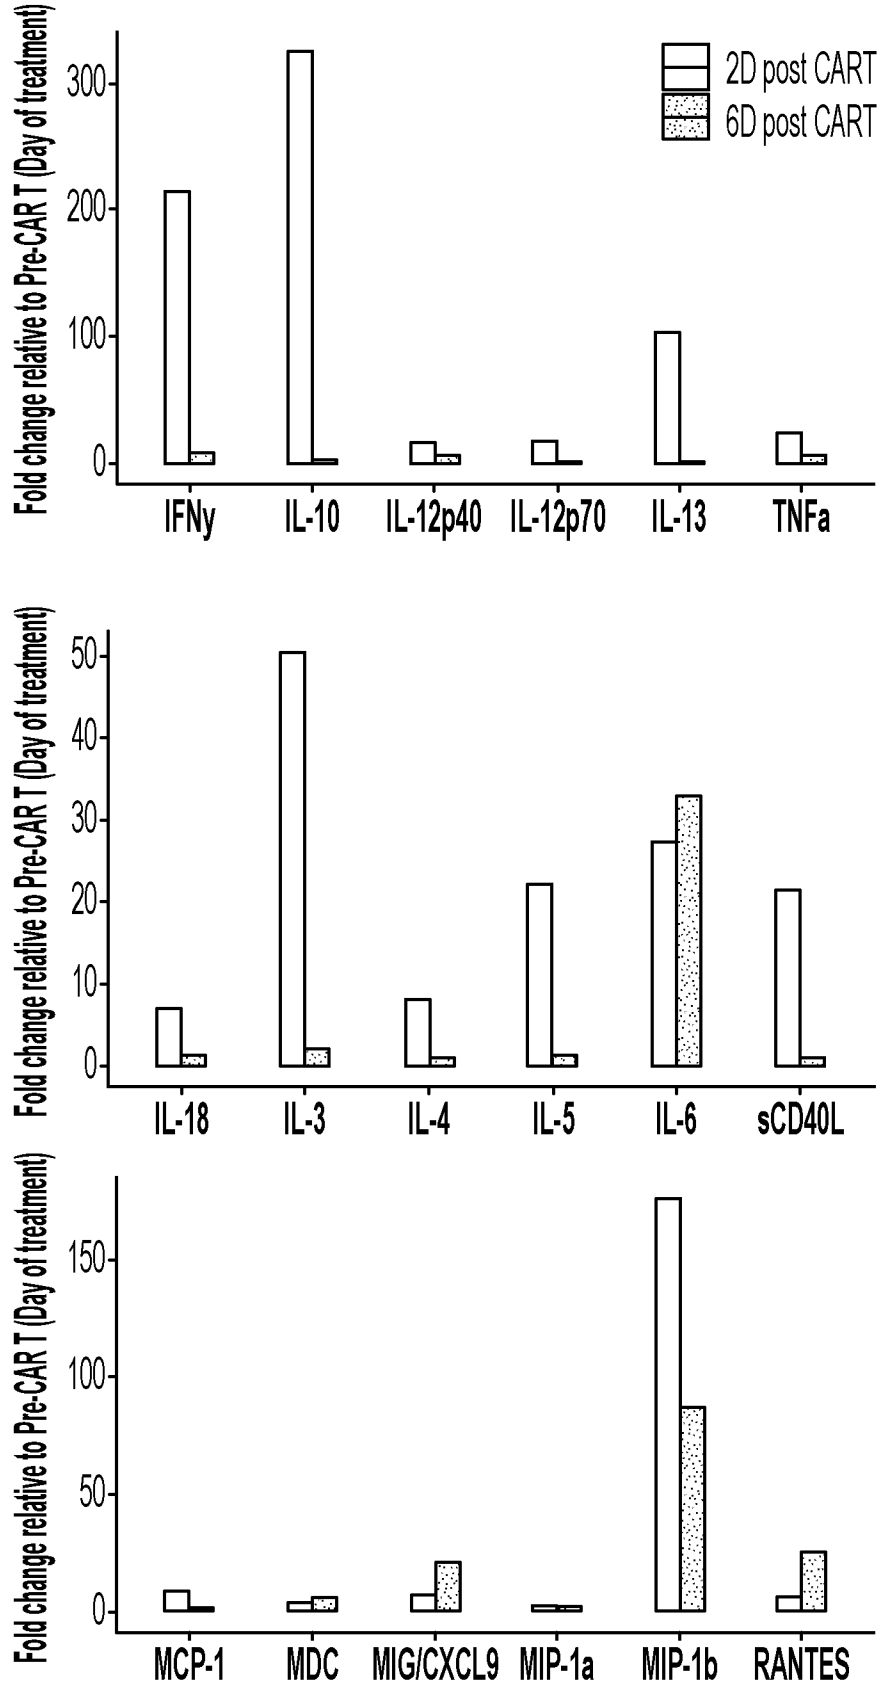 Fold change relative to Pre-CAR T (Day of treatment)
300
200
100
0
2D post CART
6D post CART
IFNy IL-10 IL-12p40 IL-12p70 IL-13 TNFa
Fold change relative to Pre-CAR T (Day of treatment)
50
40
30
20
10
0
IL-18 IL-3 IL-4 IL-5 IL-6 sCD40L
Fold change relative to Pre-CAR T (Day of treatment)
150
100
50
0
MCP-1 MDC MIG/CXCL9 MIP-1a MIP-1b RANTES